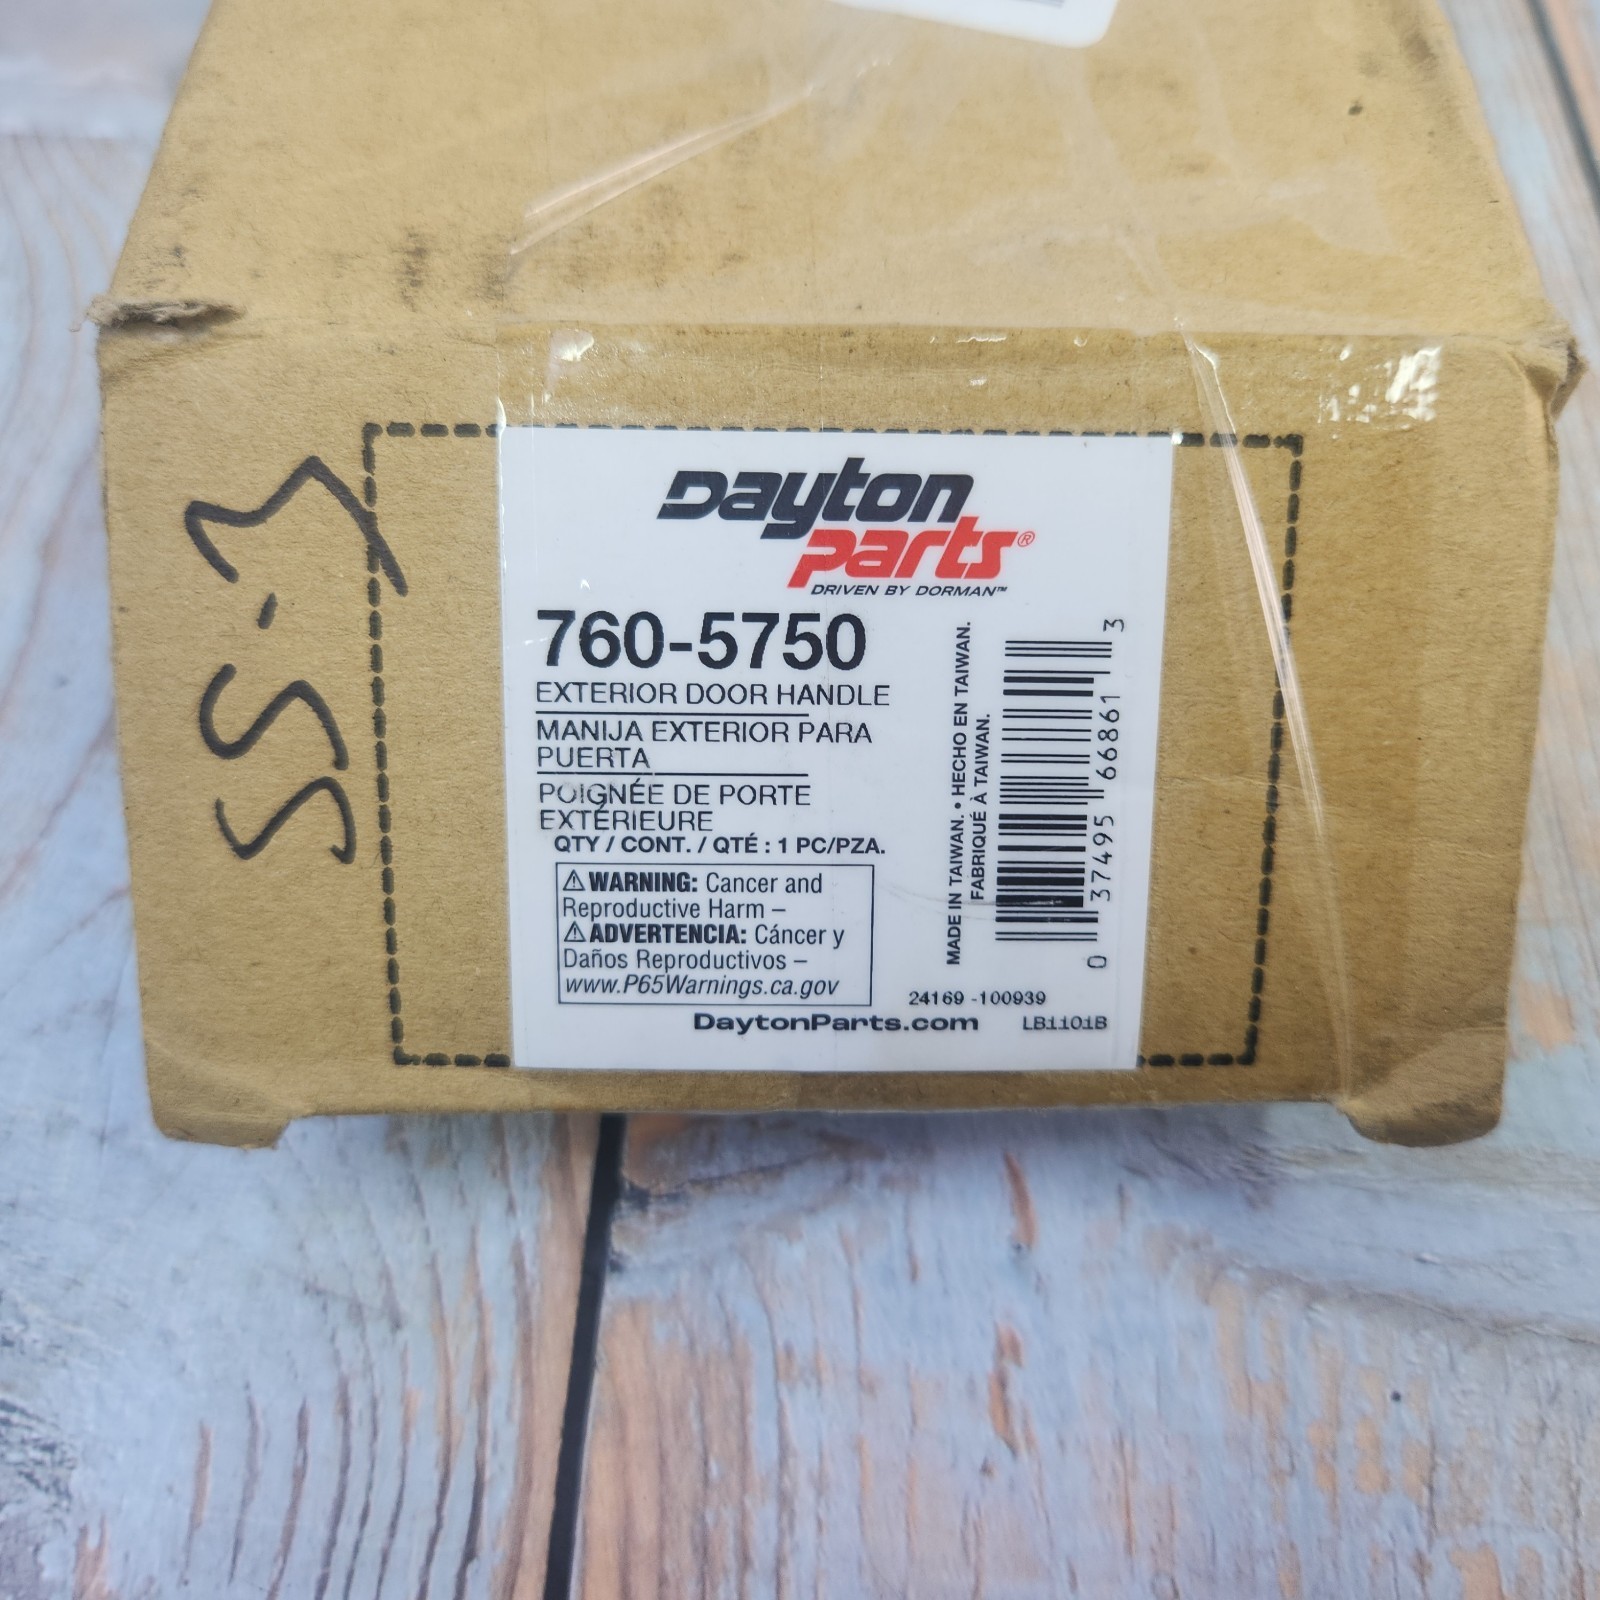 SS-3
Dayton
parts®
DRIVEN BY DORMAN™
760-5750
EXTERIOR DOOR HANDLE
MANIJA EXTERIOR PARA
PUERTA
POIGNÉE DE PORTE
EXTÉRIEURE
QTY / CONT. / QTÉ : 1 PC/PZA.
⚠ WARNING: Cancer and
Reproductive Harm –
⚠ ADVERTENCIA: Cáncer y
Daños Reproductivos –
www.P65Warnings.ca.gov
MADE IN TAIWAN. • HECHO EN TAIWAN.
FABRIQUÉ À TAIWAN.
0 37495 66861 3
24169 -100939
DaytonParts.com
LB1101B